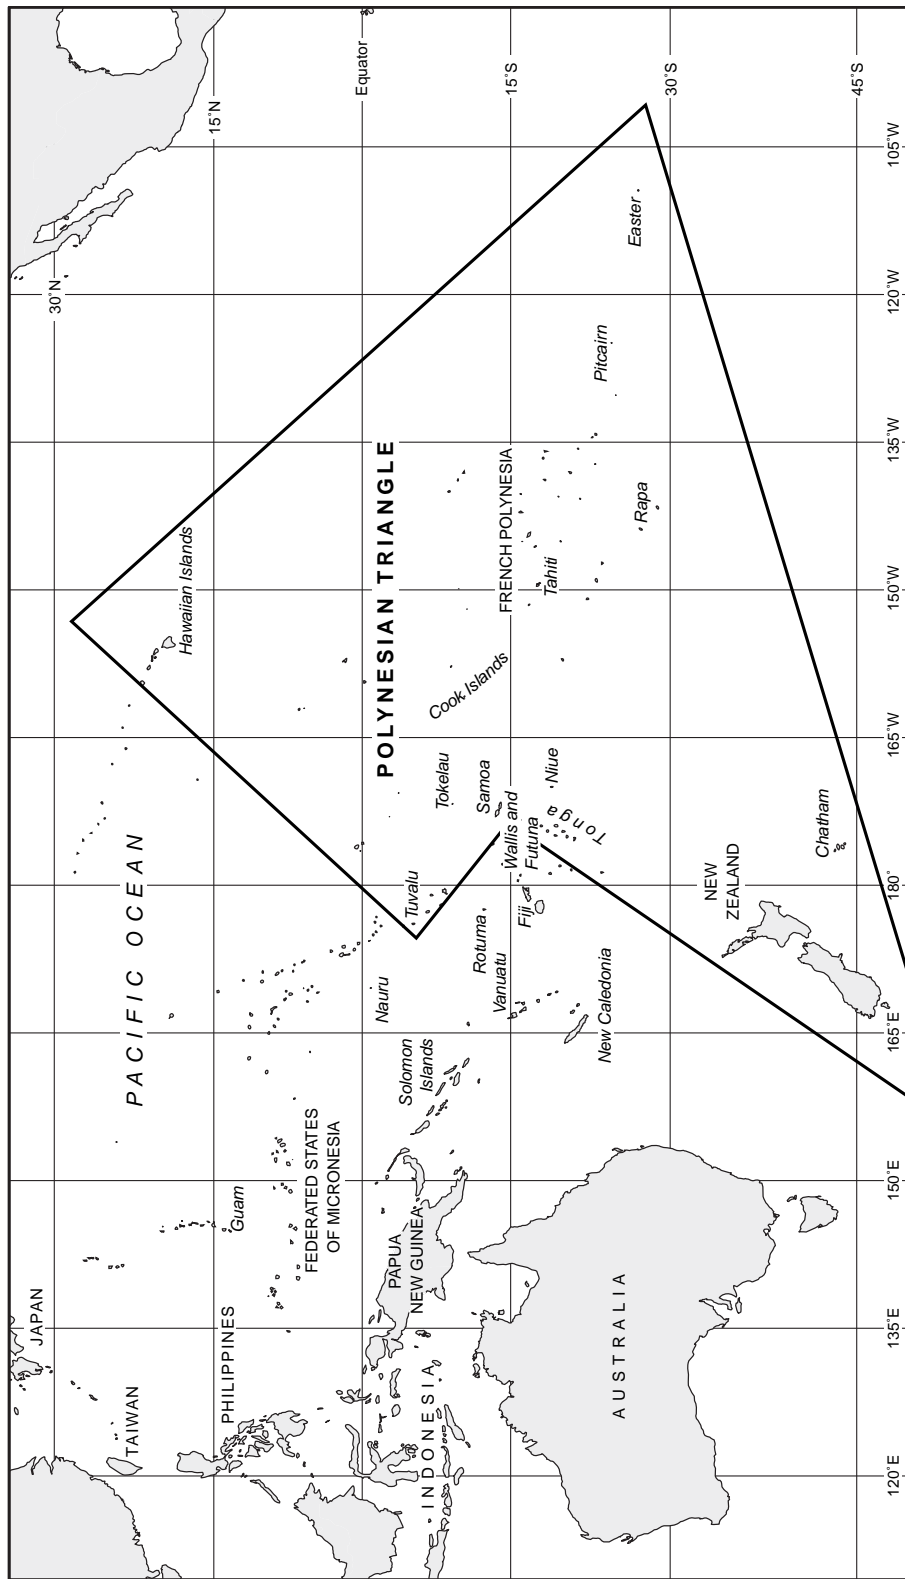 30°N
15°N
Equator
15°S
30°S
45°S
120°E
135°E
150°E
165°E
180°
165°W
150°W
135°W
120°W
105°W
PACIFIC OCEAN
POLYNESIAN TRIANGLE
JAPAN
TAIWAN
PHILIPPINES
Guam
FEDERATED STATES
OF MICRONESIA
INDONESIA
PAPUA
NEW GUINEA
AUSTRALIA
Solomon
Islands
Nauru
Vanuatu
Rotuma
New Caledonia
Fiji
Tuvalu
Wallis and
Futuna
Tonga
Samoa
Tokelau
Niue
NEW
ZEALAND
Chatham
Cook Islands
Hawaiian Islands
FRENCH POLYNESIA
Tahiti
Rapa
Pitcairn
Easter